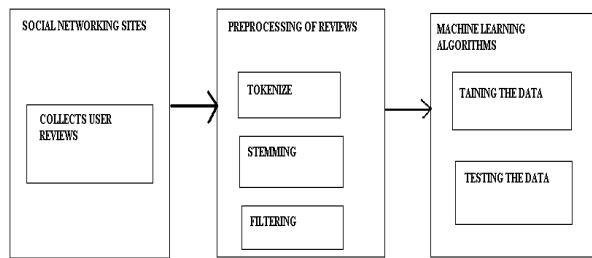 SOCIAL NETWORKING SITES
COLLECTS USER
REVIEWS
PREPROCESSING OF REVIEWS
TOKENIZE
STEMMING
FILTERING
MACHINE LEARNING
ALGORITHMS
TAINING THE DATA
TESTING THE DATA